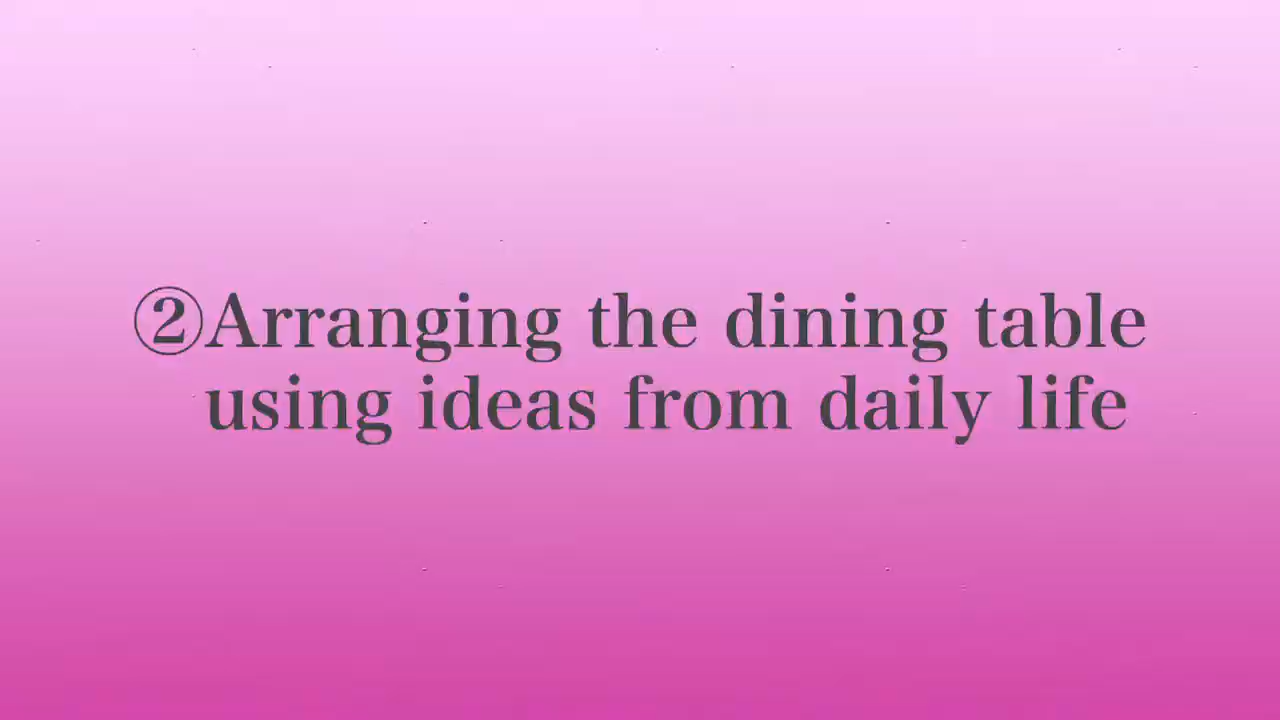 ②Arranging the dining table
using ideas from daily life